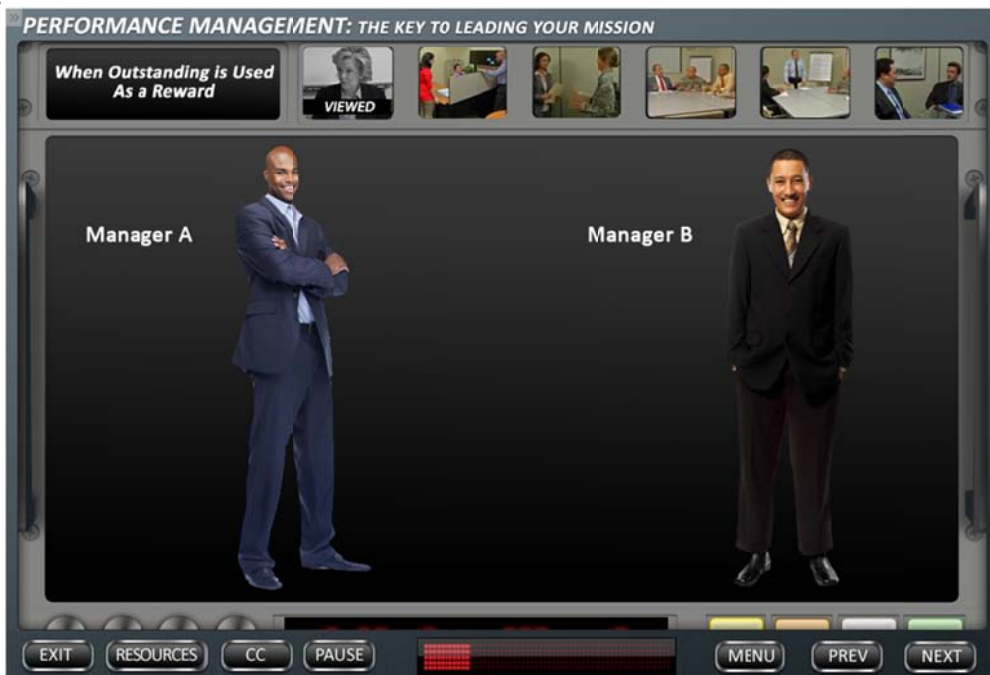 PERFORMANCE MANAGEMENT: THE KEY T0 LEADING YOUR MISSION
When Outstanding is Used
As a Reward
VIEWED
Manager A
Manager B
EXIT
RESOURCES
CC
PAUSE
MENU
PREV
NEXT